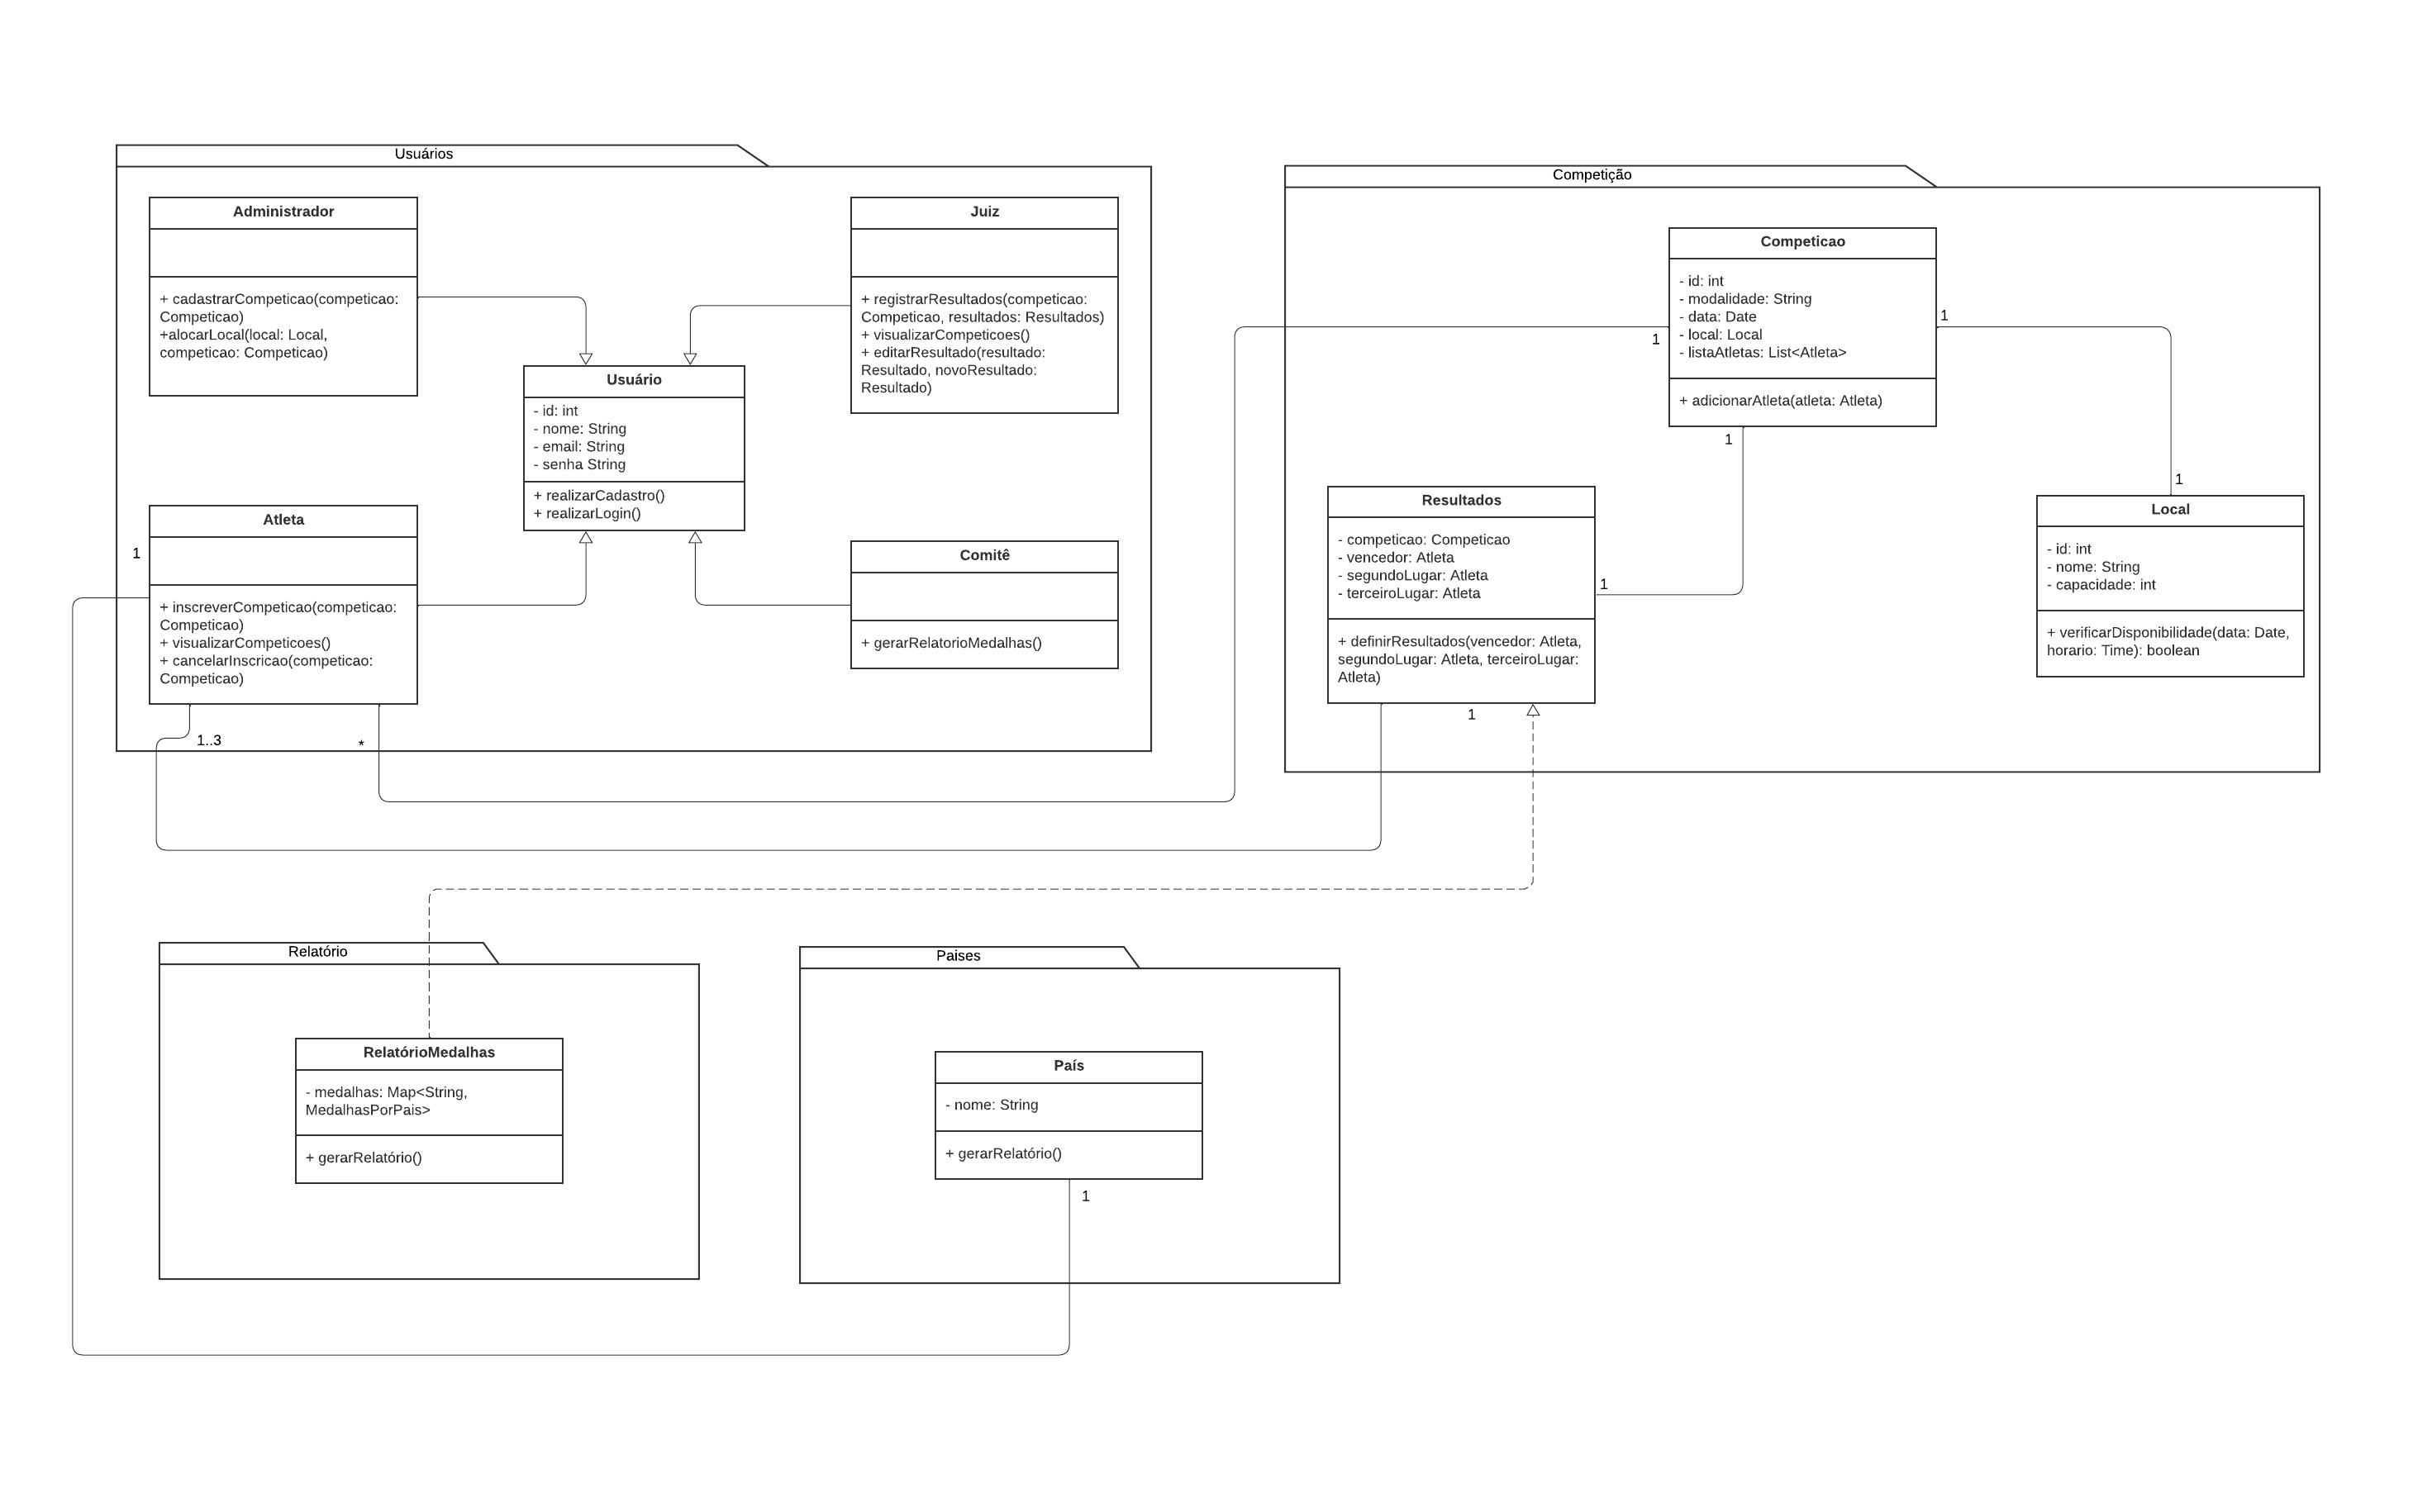 Usuários
Administrador
+ cadastrarCompeticao(competicao:
Competicao)
+alocarLocal(local: Local,
competicao: Competicao)
Juiz
+ registrarResultados(competicao:
Competicao, resultados: Resultados)
+ visualizarCompeticoes()
+ editarResultado(resultado:
Resultado, novoResultado:
Resultado)
Usuário
- id: int
- nome: String
- email: String
- senha String
+ realizarCadastro()
+ realizarLogin()
Atleta
1
+ inscreverCompeticao(competicao:
Competicao)
+ visualizarCompeticoes()
+ cancelarInscricao(competicao:
Competicao)
1..3
*
Comitê
+ gerarRelatorioMedalhas()
Competição
Competicao
- id: int
- modalidade: String
- data: Date
- local: Local
- listaAtletas: List<Atleta>
+ adicionarAtleta(atleta: Atleta)
1
1
1
1
Resultados
- competicao: Competicao
- vencedor: Atleta
- segundoLugar: Atleta
- terceiroLugar: Atleta
+ definirResultados(vencedor: Atleta,
segundoLugar: Atleta, terceiroLugar:
Atleta)
1
1
Local
- id: int
- nome: String
- capacidade: int
+ verificarDisponibilidade(data: Date,
horario: Time): boolean
Relatório
RelatórioMedalhas
- medalhas: Map<String,
MedalhasPorPais>
+ gerarRelatório()
Paises
País
- nome: String
+ gerarRelatório()
1